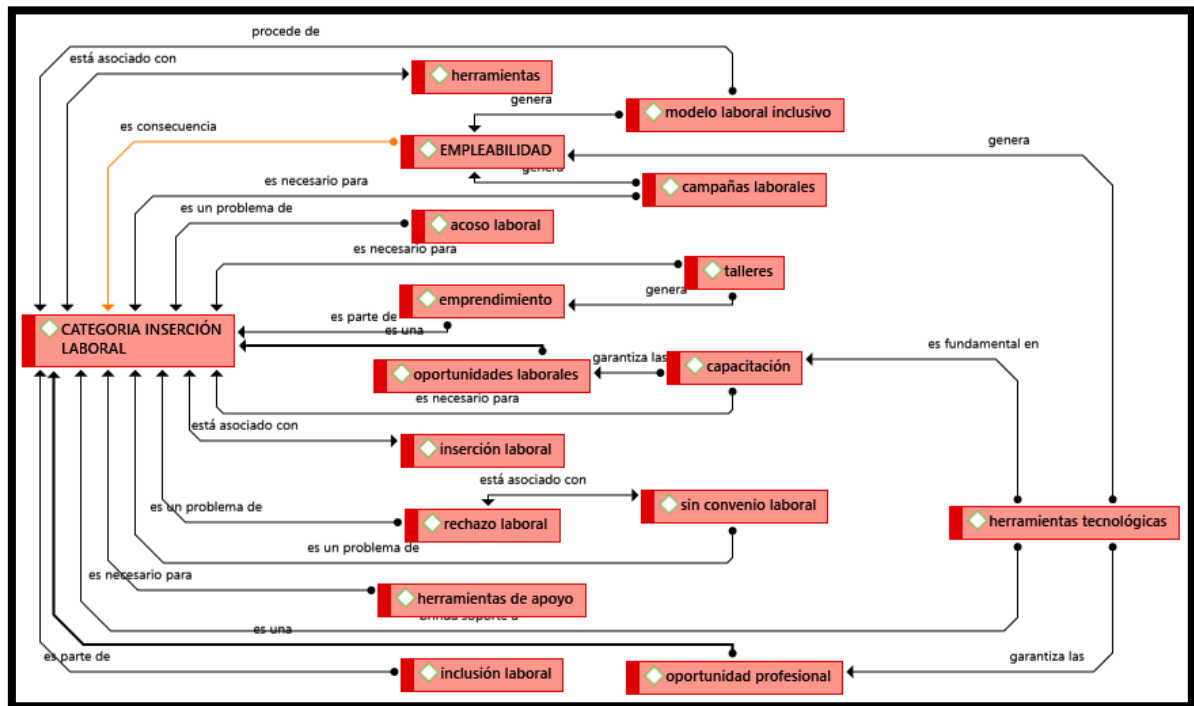 procede de
está asociado con
herramientas
genera
modelo laboral inclusivo
es consecuencia
EMPLEABILIDAD
genera
genera
es necesario para
campañas laborales
es un problema de
acoso laboral
es necesario para
talleres
emprendimiento
genera
es parte de
es una
CATEGORIA INSERCIÓN
LABORAL
garantiza las
es fundamental en
oportunidades laborales
capacitación
es necesario para
está asociado con
inserción laboral
está asociado con
sin convenio laboral
es un problema de
rechazo laboral
herramientas tecnológicas
es un problema de
es necesario para
herramientas de apoyo
brinda soporte a
es una
es parte de
inclusión laboral
oportunidad profesional
garantiza las